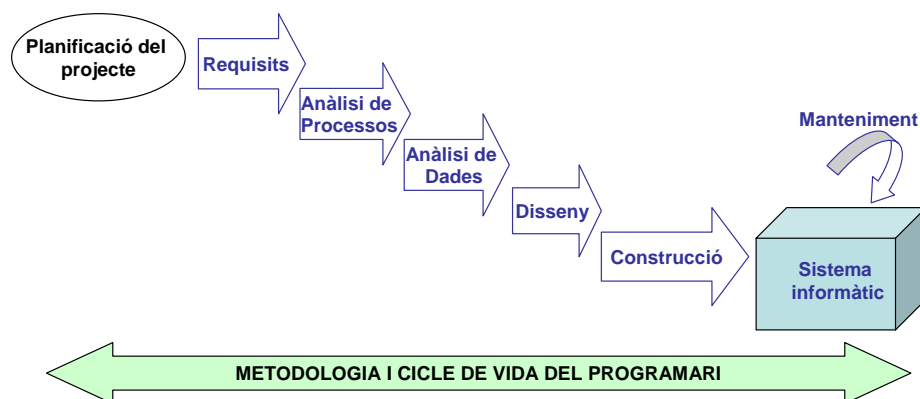 Planificació del
projecte
Requisits
Anàlisi de
Processos
Anàlisi de
Dades
Disseny
Construcció
Manteniment
Sistema
informàtic
METODOLOGIA I CICLE DE VIDA DEL PROGRAMARI